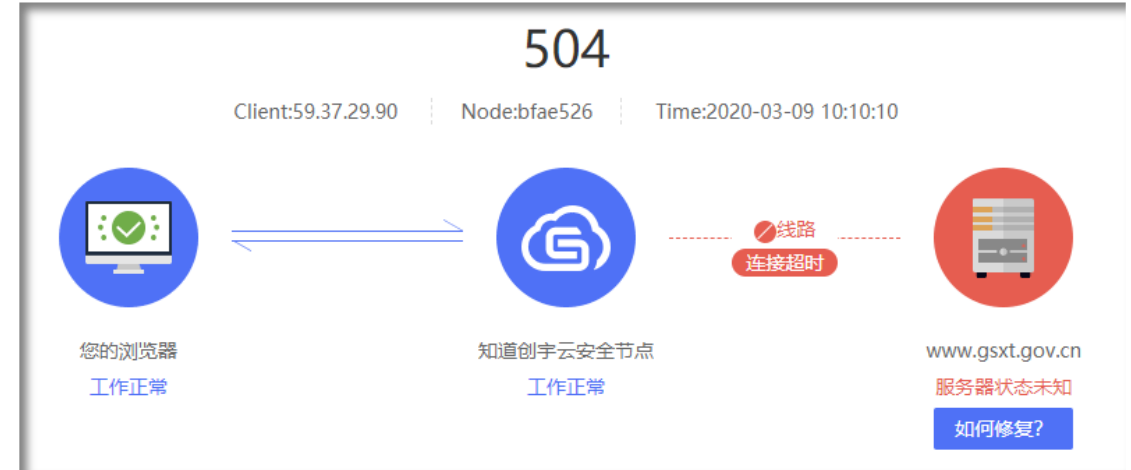 504
Client:59.37.29.90 Node:bfae526 Time:2020-03-09 10:10:10
线路
连接超时
您的浏览器 知道创宇云安全节点 www.gsxt.gov.cn
工作正常 工作正常 服务器状态未知
如何修复?